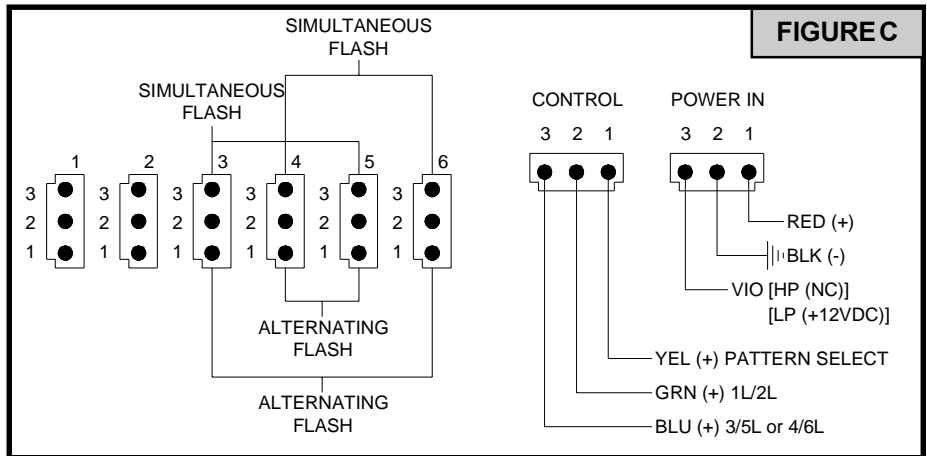 FIGURE C
SIMULTANEOUS
FLASH
SIMULTANEOUS
FLASH
1 2 3 4 5 6
3 3 3 3 3 3
2 2 2 2 2 2
1 1 1 1 1 1
ALTERNATING
FLASH
ALTERNATING
FLASH
CONTROL POWER IN
3 2 1 3 2 1
RED (+)
BLK (-)
VIO [HP (NC)]
[LP (+12VDC)]
YEL (+) PATTERN SELECT
GRN (+) 1L/2L
BLU (+) 3/5L or 4/6L